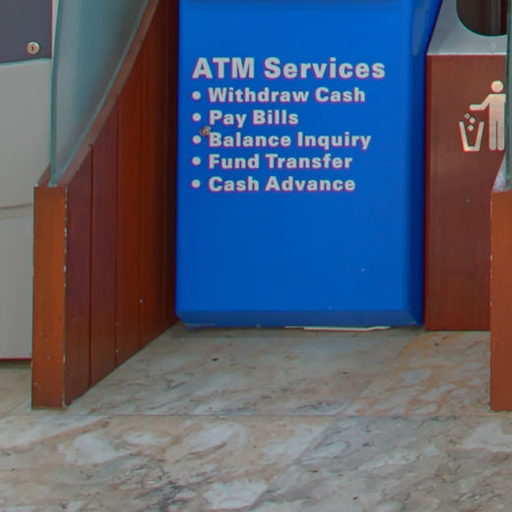 ATM Services
• Withdraw Cash
• Pay Bills
• Balance Inquiry
• Fund Transfer
• Cash Advance